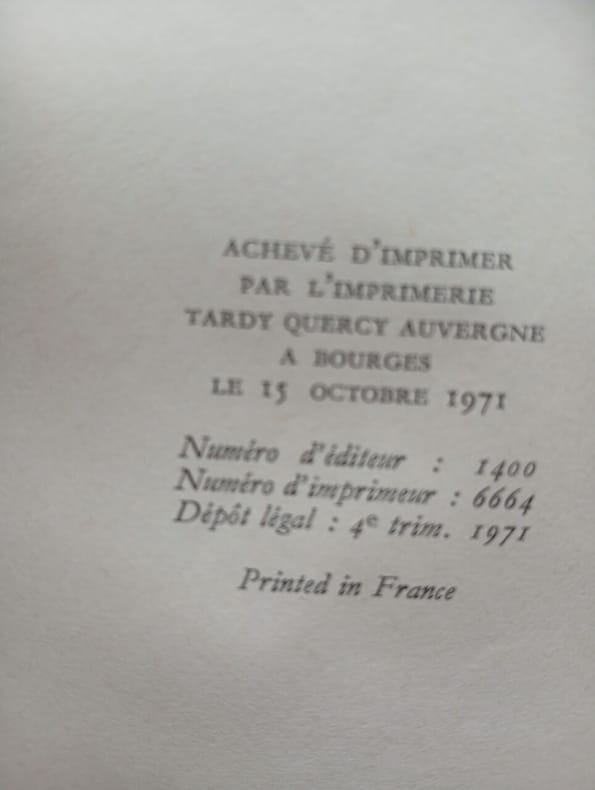 ACHEVÉ D'IMPRIMER
PAR L'IMPRIMERIE
TARDY QUERCY AUVERGNE
A BOURGES
LE 15 OCTOBRE 1971
Numéro d'éditeur : 1400
Numéro d'imprimeur : 6664
Dépôt légal : 4e trim. 1971
Printed in France